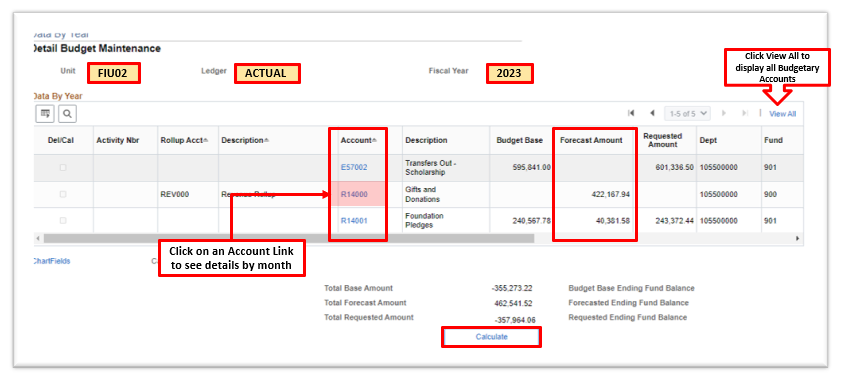 Data By Year
Detail Budget Maintenance
Unit FIU02 Ledger ACTUAL Fiscal Year 2023
Click View All to
display all Budgetary
Accounts
Data By Year
1-5 of 5 View All
Del/Cal Activity Nbr Rollup Acct Description Account Description Budget Base Forecast Amount Requested Amount Dept Fund
E57002 Transfers Out - Scholarship 595,841.00 601,336.50 105500000 901
REV000 Revenue Rollup R14000 Gifts and Donations 422,167.94 105500000 900
R14001 Foundation Pledges 240,567.78 40,381.58 243,372.44 105500000 901
Click on an Account Link
to see details by month
ChartFields
Total Base Amount -355,273.22 Budget Base Ending Fund Balance
Total Forecast Amount 462,541.52 Forecasted Ending Fund Balance
Total Requested Amount -357,964.06 Requested Ending Fund Balance
Calculate